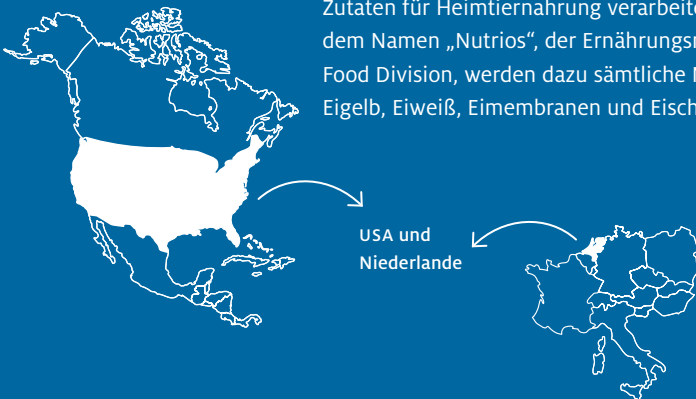 Zutaten für Heimtiernahrung verarbeite
dem Namen „Nutrios“, der Ernährungs
Food Division, werden dazu sämtliche
Eigelb, Eiweiß, Eimembranen und Eisch
USA und
Niederlande